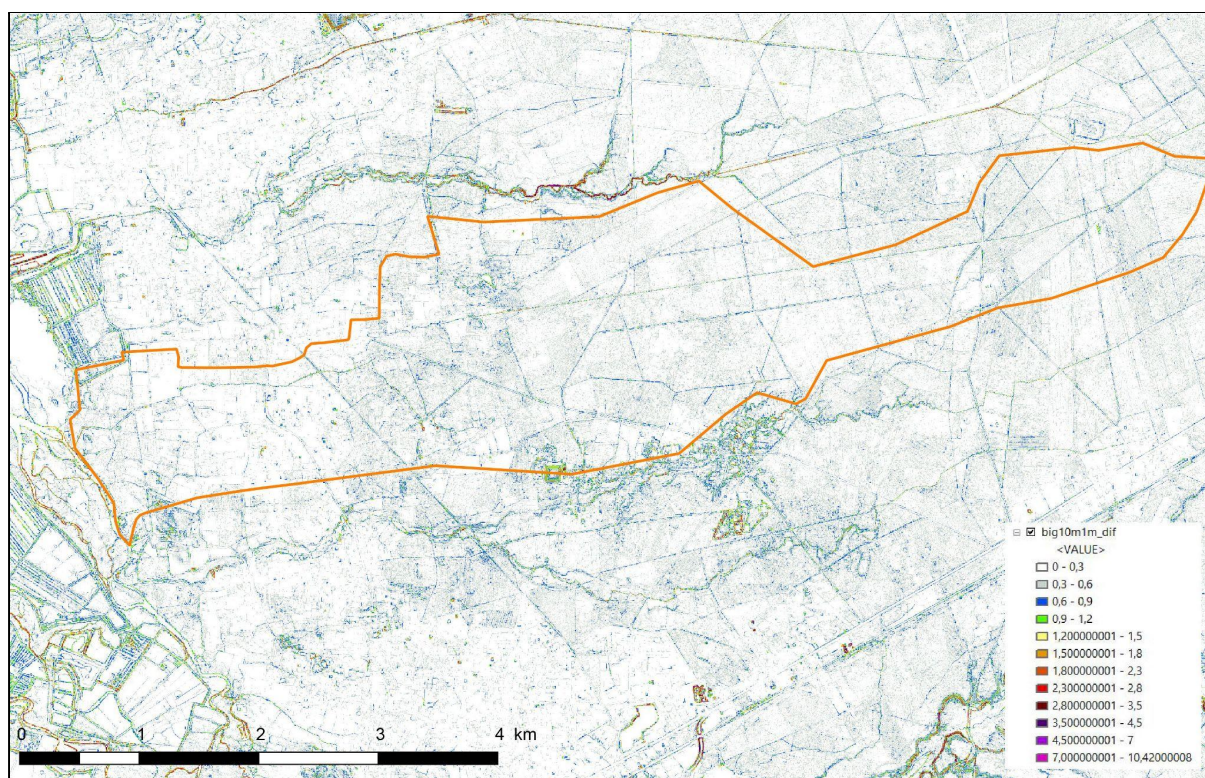 big10m1m_dif
<VALUE>
0 - 0,3
0,3 - 0,6
0,6 - 0,9
0,9 - 1,2
1,200000001 - 1,5
1,500000001 - 1,8
1,800000001 - 2,3
2,300000001 - 2,8
2,800000001 - 3,5
3,500000001 - 4,5
4,500000001 - 7
7,000000001 - 10,42000008
0 1 2 3 4 km